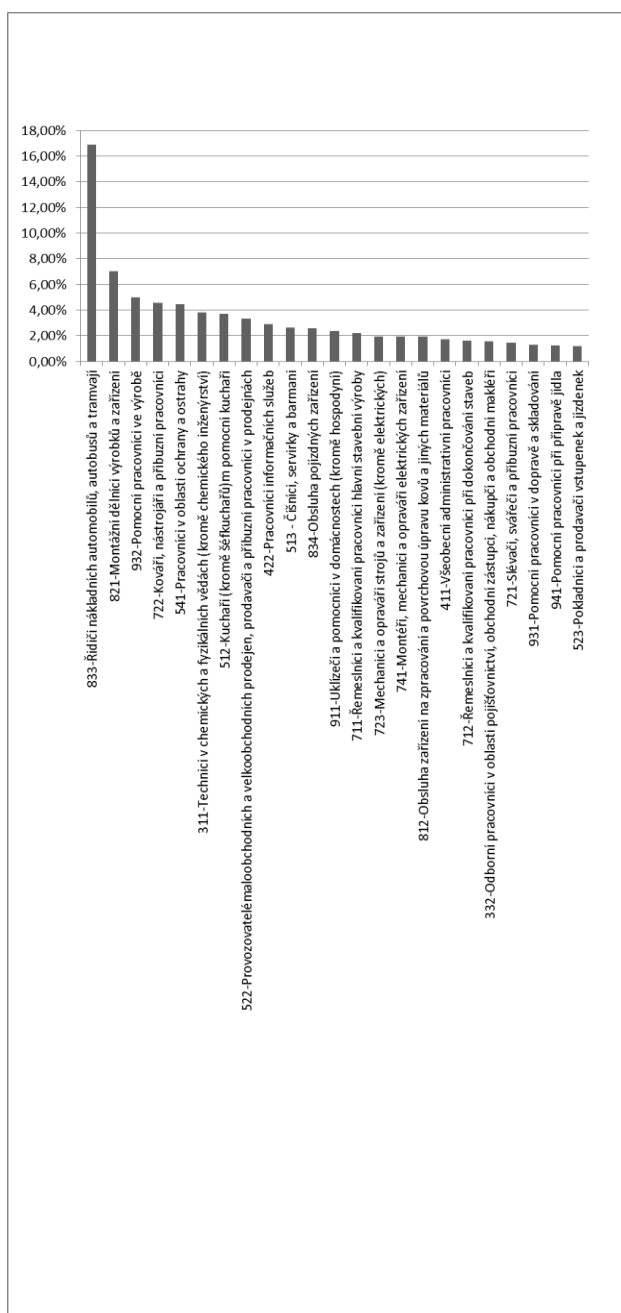 18,00%
16,00%
14,00%
12,00%
10,00%
8,00%
6,00%
4,00%
2,00%
0,00%
833-Řidiči nákladních automobilů, autobusů a tramvají
821-Montážní dělníci výrobků a zařízení
932-Pomocní pracovníci ve výrobě
722-Kováři, nástrojáři a příbuzní pracovníci
541-Pracovníci v oblasti ochrany a ostrahy
311-Technici v chemických a fyzikálních vědách (kromě chemického inženýrství)
512-Kuchaři (kromě šéfkuchařů)m pomocní kuchaři
522-Provozovatelémaloobchodních a velkoobchodních prodejen, prodavači a příbuzní pracovníci v prodejnách
422-Pracovníci informačních služeb
513 - Číšníci, servírky a barmani
834-Obsluha pojízdných zařízení
911-Uklízeči a pomocníci v domácnostech (kromě hospodyní)
711-Řemeslníci a kvalifikovaní pracovníci hlavní stavební výroby
723-Mechanici a opraváři strojů a zařízení (kromě elektrických)
741-Montéři, mechanici a opraváři elektrických zařízení
812-Obsluha zařízení na zpracování a povrchovou úpravu kovů a jiných materiálů
411-Všeobecní administrativní pracovníci
712-Řemeslníci a kvalifikovaní pracovníci při dokončování staveb
332-Odborní pracovníci v oblasti pojišťovnictví, obchodní zástupci, nákupčí a obchodní makléři
721-Slévači, svářeči a příbuzní pracovníci
931-Pomocní pracovníci v dopravě a skladování
941-Pomocní pracovníci při přípravě jídla
523-Pokladníci a prodavači vstupenek a jízdenek